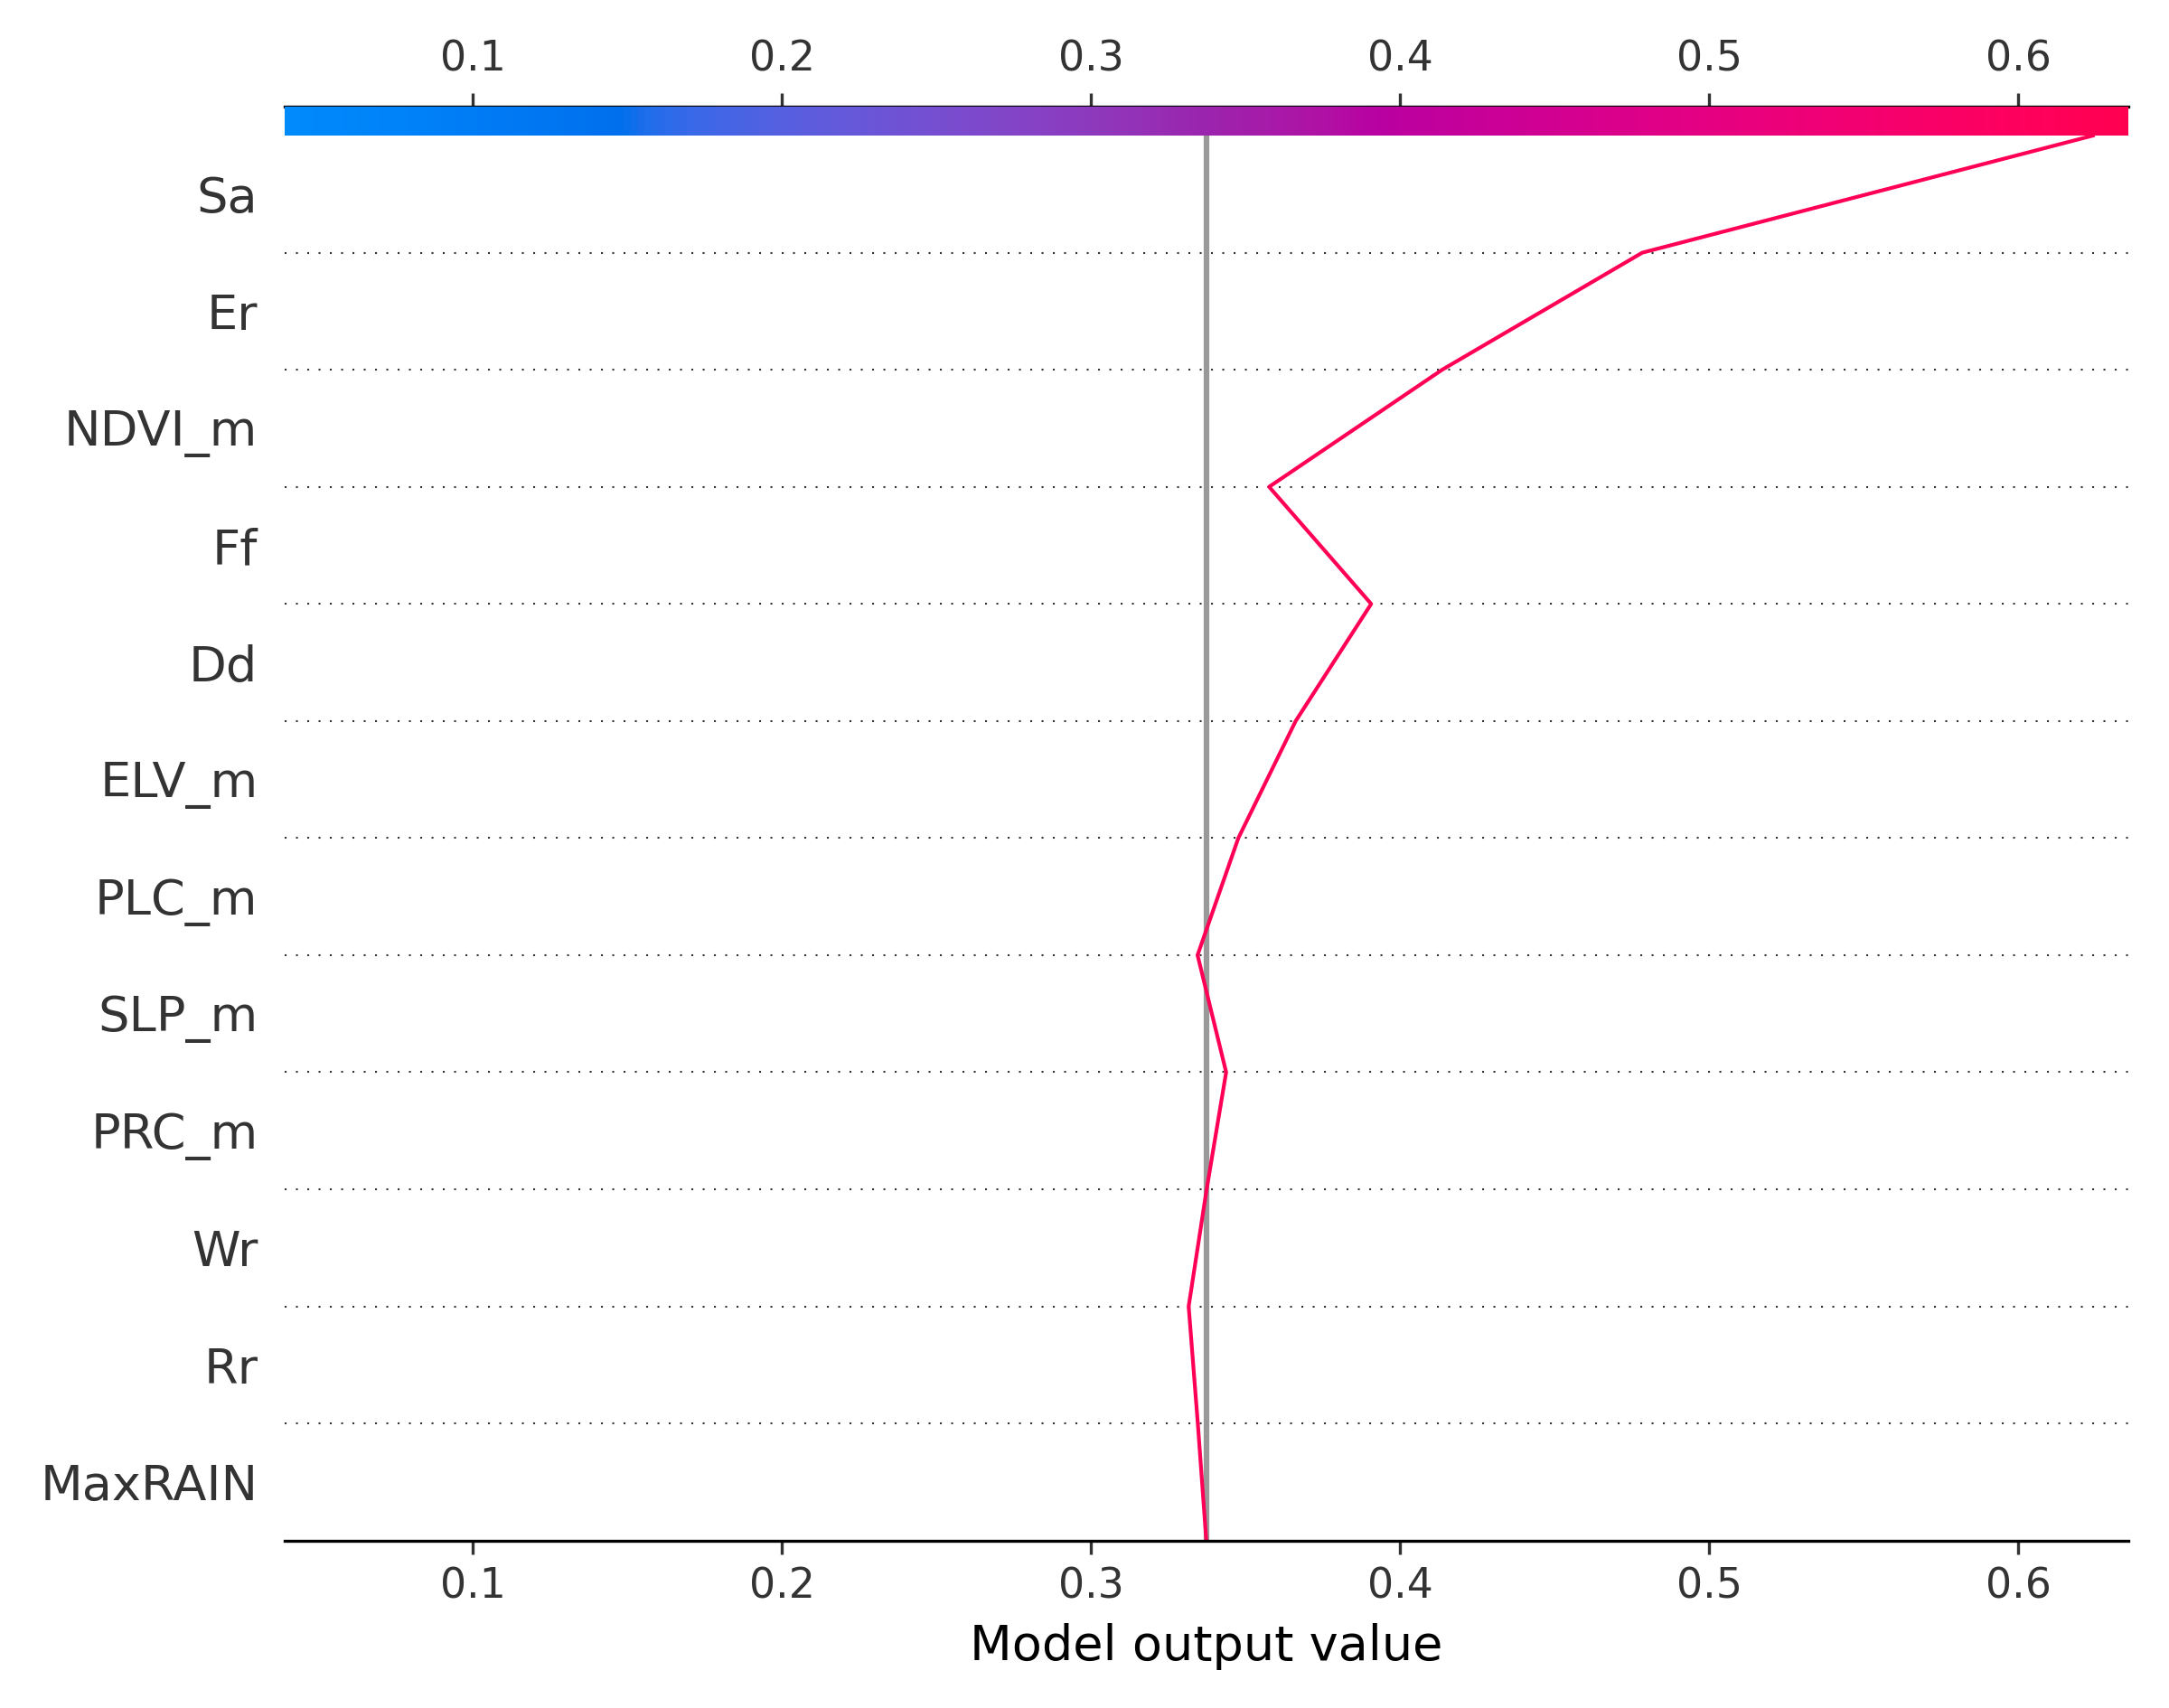 0.1 0.2 0.3 0.4 0.5 0.6
Sa
Er
NDVI_m
Ff
Dd
ELV_m
PLC_m
SLP_m
PRC_m
Wr
Rr
MaxRAIN
0.1 0.2 0.3 0.4 0.5 0.6
Model output value